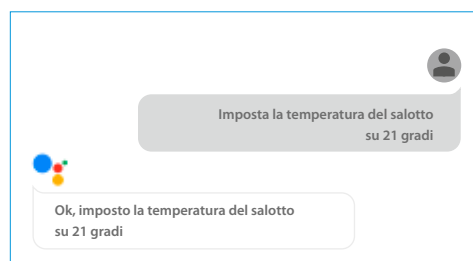 Imposta la temperatura del salotto
su 21 gradi
Ok, imposto la temperatura del salotto
su 21 gradi